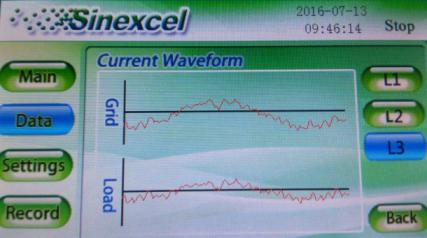 Sinexcel
2016-07-13
09:46:14
Stop
Current Waveform
Main
Data
Settings
Record
Grid
Load
L1
L2
L3
Back